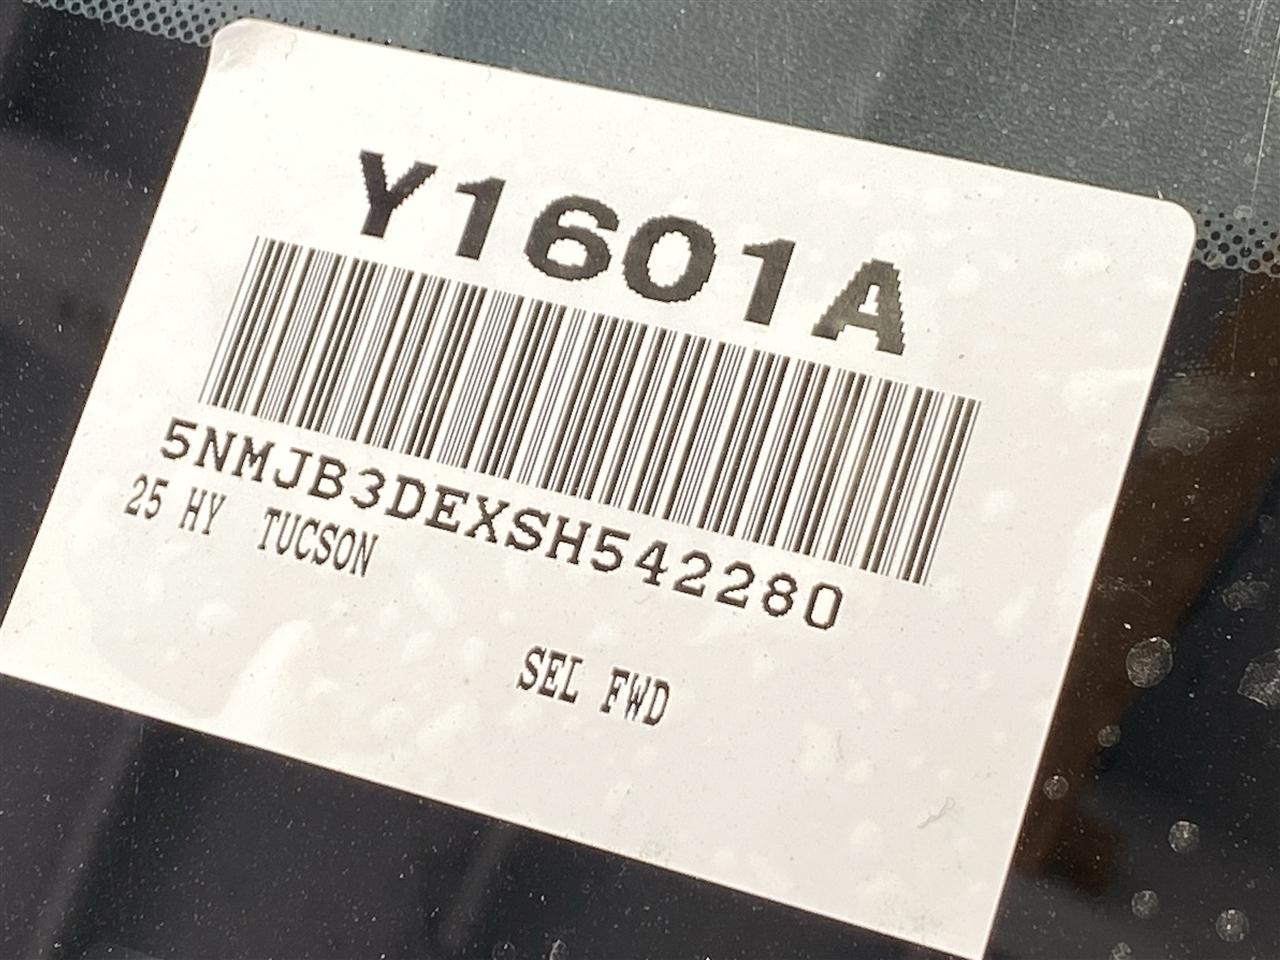 Y1601A
5NMJB3DEXSH542280
25 HY TUCSON
SEL FWD